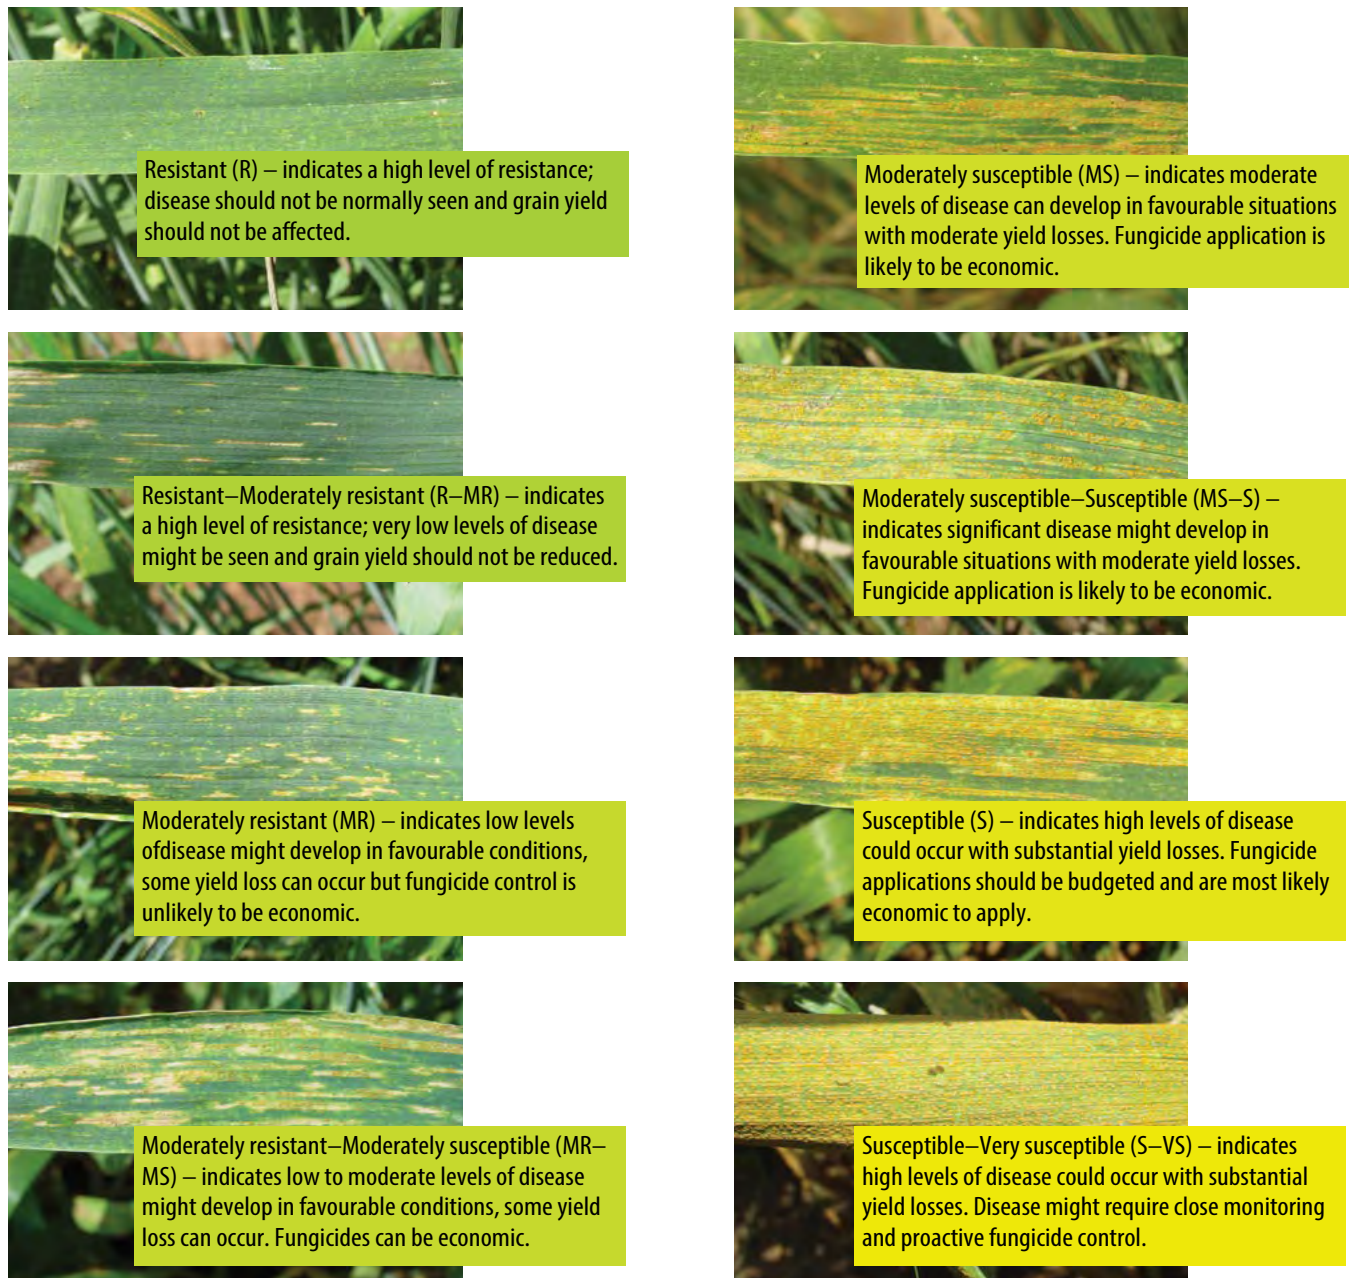 Resistant (R) – indicates a high level of resistance;
disease should not be normally seen and grain yield
should not be affected.
Resistant–Moderately resistant (R–MR) – indicates
a high level of resistance; very low levels of disease
might be seen and grain yield should not be reduced.
Moderately resistant (MR) – indicates low levels
ofdisease might develop in favourable conditions,
some yield loss can occur but fungicide control is
unlikely to be economic.
Moderately resistant–Moderately susceptible (MR–
MS) – indicates low to moderate levels of disease
might develop in favourable conditions, some yield
loss can occur. Fungicides can be economic.
Moderately susceptible (MS) – indicates moderate
levels of disease can develop in favourable situations
with moderate yield losses. Fungicide application is
likely to be economic.
Moderately susceptible–Susceptible (MS–S) –
indicates significant disease might develop in
favourable situations with moderate yield losses.
Fungicide application is likely to be economic.
Susceptible (S) – indicates high levels of disease
could occur with substantial yield losses. Fungicide
applications should be budgeted and are most likely
economic to apply.
Susceptible–Very susceptible (S–VS) – indicates
high levels of disease could occur with substantial
yield losses. Disease might require close monitoring
and proactive fungicide control.